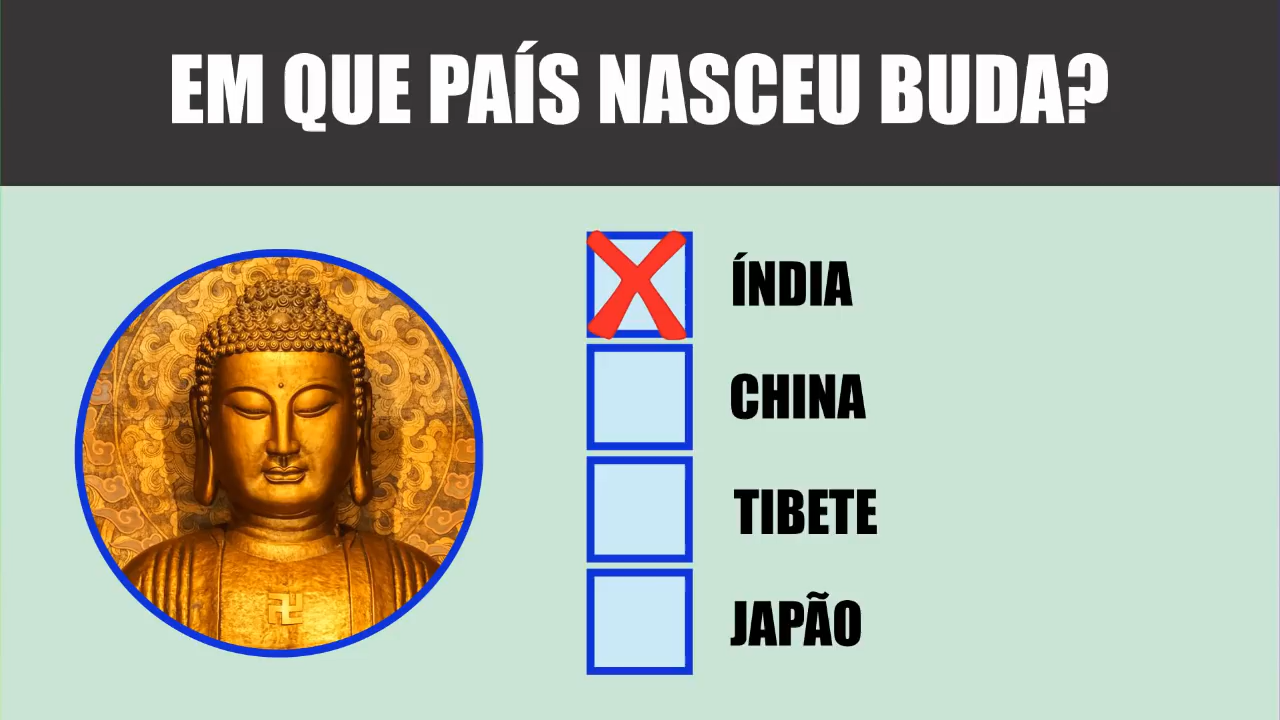 EM QUE PAÍS NASCEU BUDA?
ÍNDIA
CHINA
TIBETE
JAPÃO